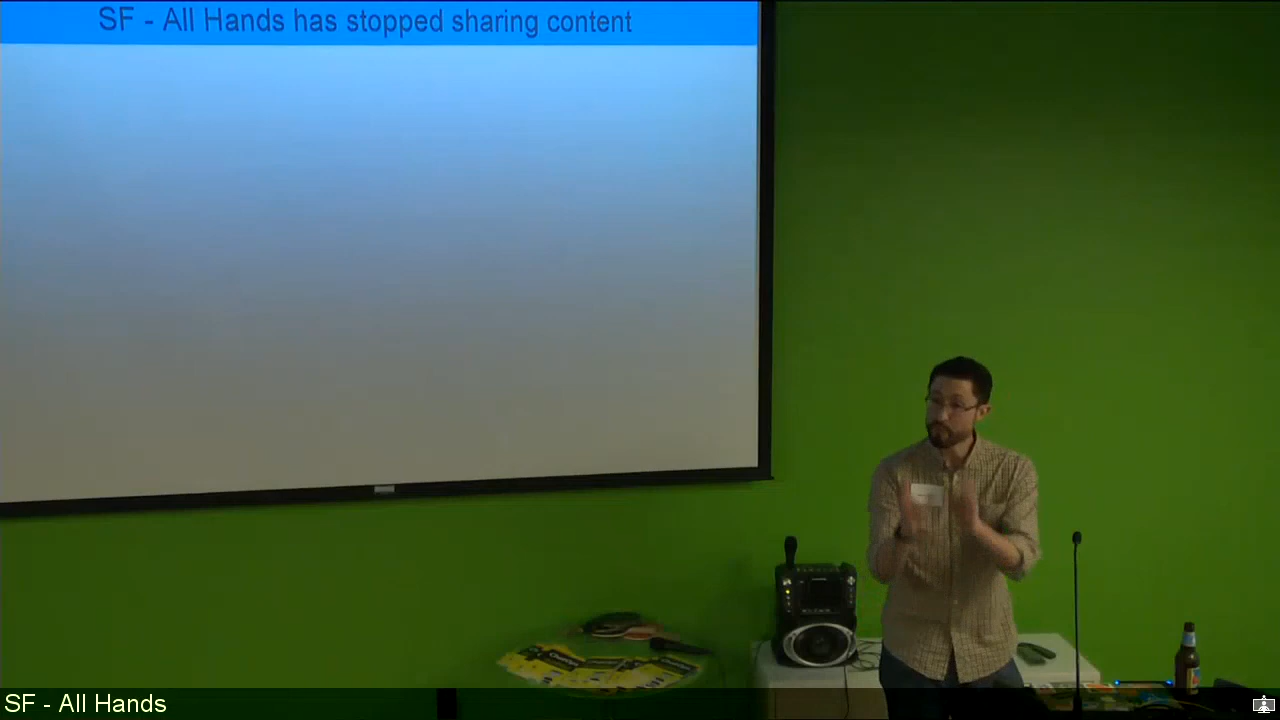 SF - All Hands has stopped sharing content
SF - All Hands